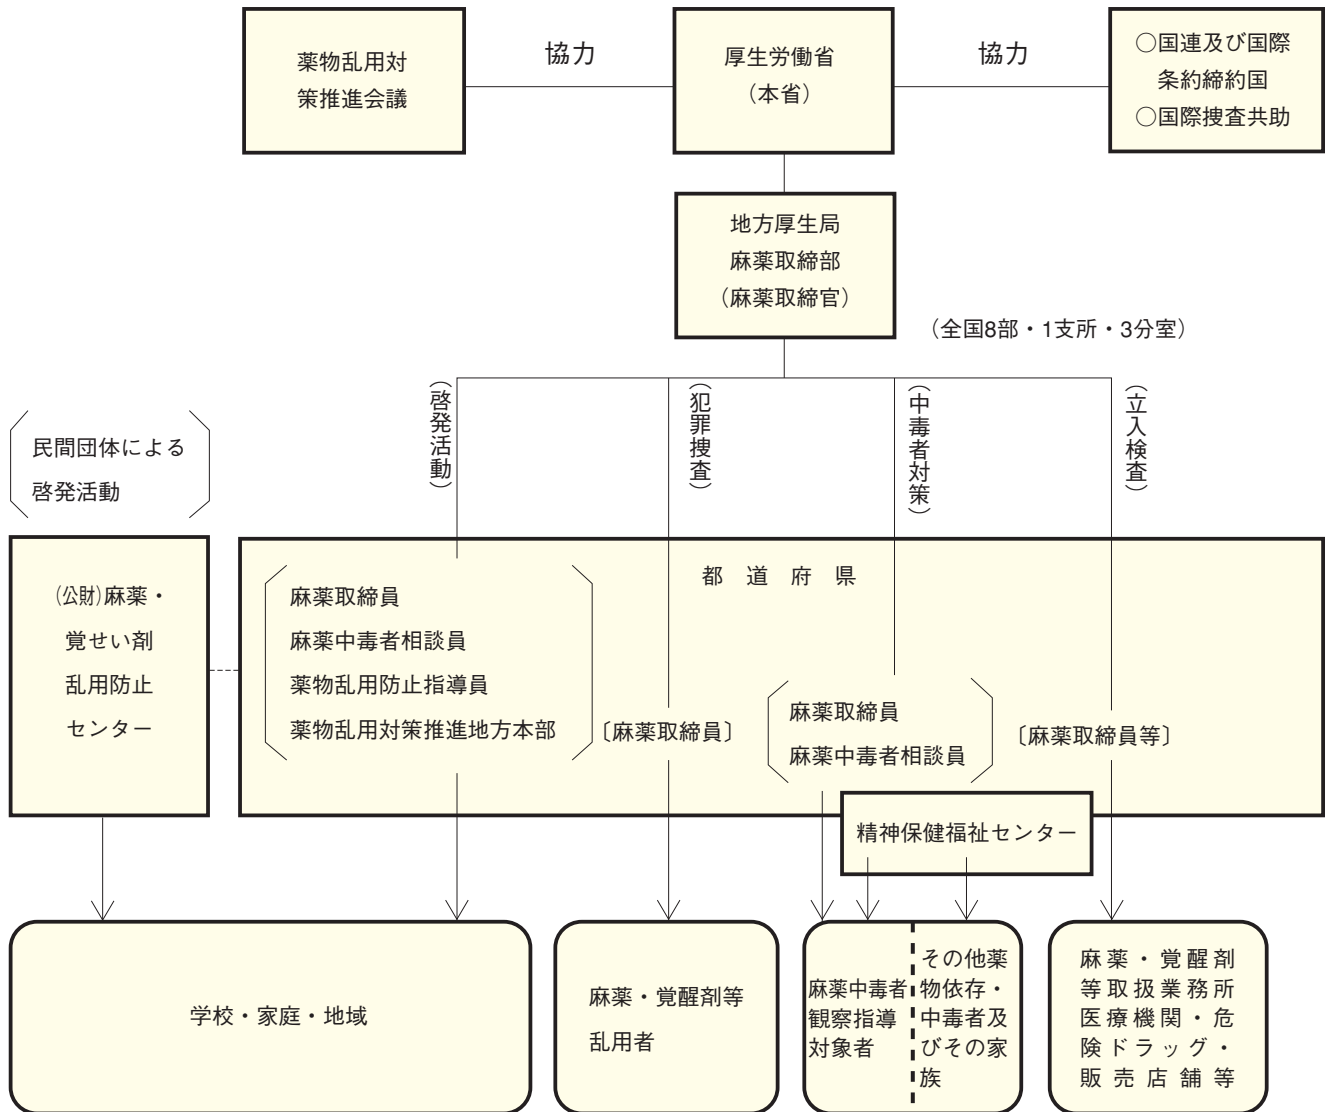 薬物乱用対
策推進会議
協力
厚生労働省
（本省）
協力
○国連及び国際
条約締約国
○国際捜査共助
地方厚生局
麻薬取締部
（麻薬取締官）
（全国8部・1支所・3分室）
（啓発活動）
（犯罪捜査）
（中毒者対策）
（立入検査）
民間団体による
啓発活動
(公財)麻薬・
覚せい剤
乱用防止
センター
都道府県
麻薬取締員
麻薬中毒者相談員
薬物乱用防止指導員
薬物乱用対策推進地方本部
〔麻薬取締員〕
麻薬取締員
麻薬中毒者相談員
〔麻薬取締員等〕
精神保健福祉センター
学校・家庭・地域
麻薬・覚醒剤等
乱用者
麻薬中毒者
観察指導
対象者
その他薬
物依存・
中毒者及
びその家
族
麻薬・覚醒剤
等取扱業務所
医療機関・危
険ドラッグ・
販売店舗等